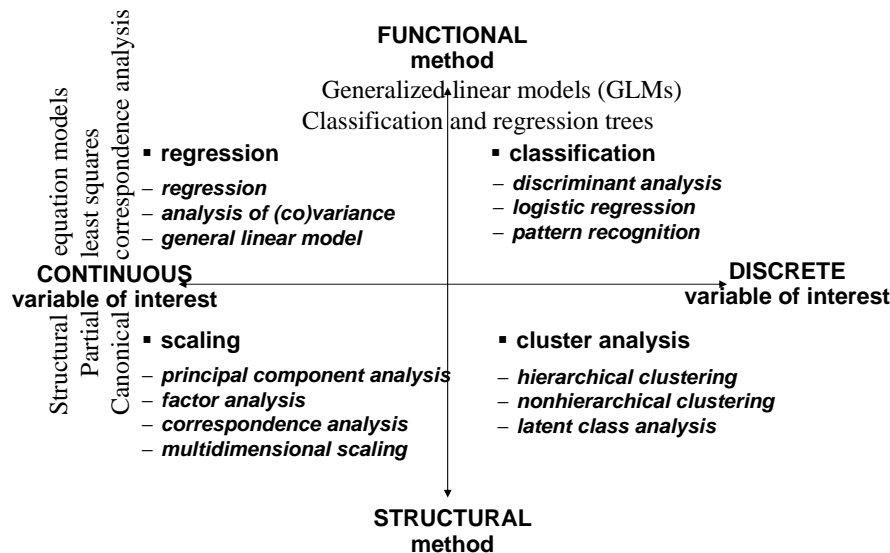 FUNCTIONAL
method
Generalized linear models (GLMs)
Classification and regression trees
Structural equation models
Partial least squares
Canonical correspondence analysis
▪ regression
– regression
– analysis of (co)variance
– general linear model
▪ classification
– discriminant analysis
– logistic regression
– pattern recognition
CONTINUOUS
variable of interest
DISCRETE
variable of interest
▪ scaling
– principal component analysis
– factor analysis
– correspondence analysis
– multidimensional scaling
▪ cluster analysis
– hierarchical clustering
– nonhierarchical clustering
– latent class analysis
STRUCTURAL
method